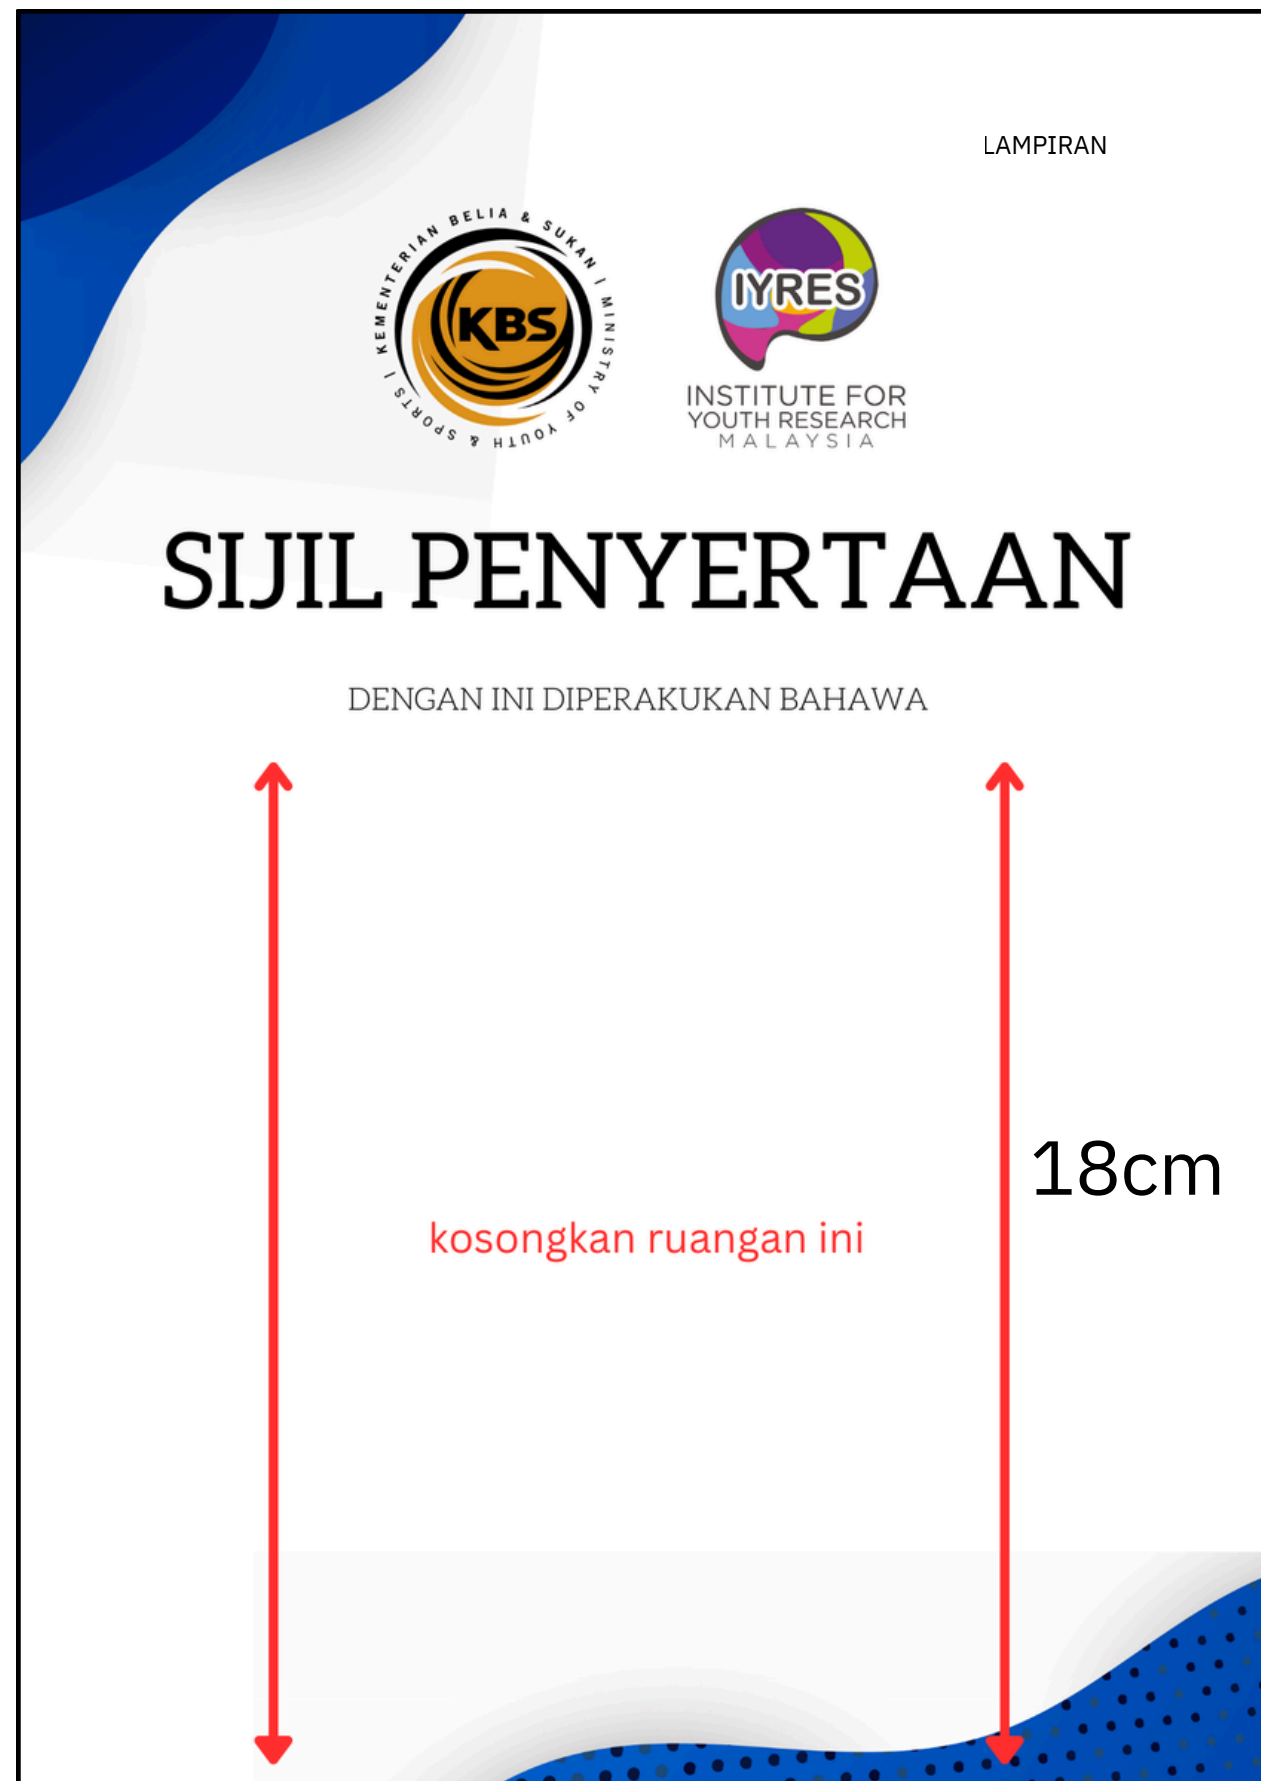 LAMPIRAN
KEMENTERIAN BELIA & SUKAN | MINISTRY OF YOUTH & SPORTS |
KBS
IYRES
INSTITUTE FOR
YOUTH RESEARCH
MALAYSIA
SIJIL PENYERTAAN
DENGAN INI DIPERAKUKAN BAHAWA
18cm
kosongkan ruangan ini